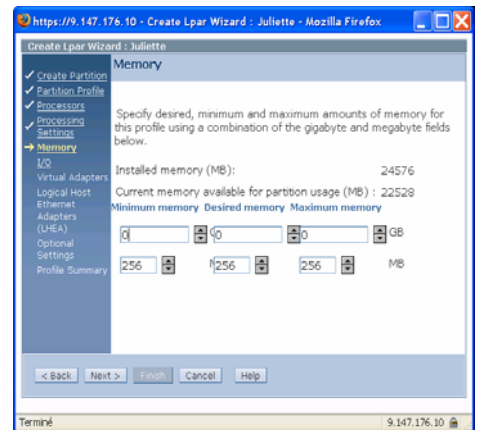 https://9.147.176.10 - Create Lpar Wizard : Juliette - Mozilla Firefox
Create Lpar Wizard : Juliette
Create Partition
Partition Profile
Processors
Processing
Settings
Memory
I/O
Virtual Adapters
Logical Host
Ethernet
Adapters
(LHEA)
Optional
Settings
Profile Summary
Memory
Specify desired, minimum and maximum amounts of memory for
this profile using a combination of the gigabyte and megabyte fields
below.
Installed memory (MB): 24576
Current memory available for partition usage (MB) : 22528
Minimum memory Desired memory Maximum memory
0 0 0 GB
256 256 256 MB
< Back Next > Finish Cancel Help
Terminé 9.147.176.10